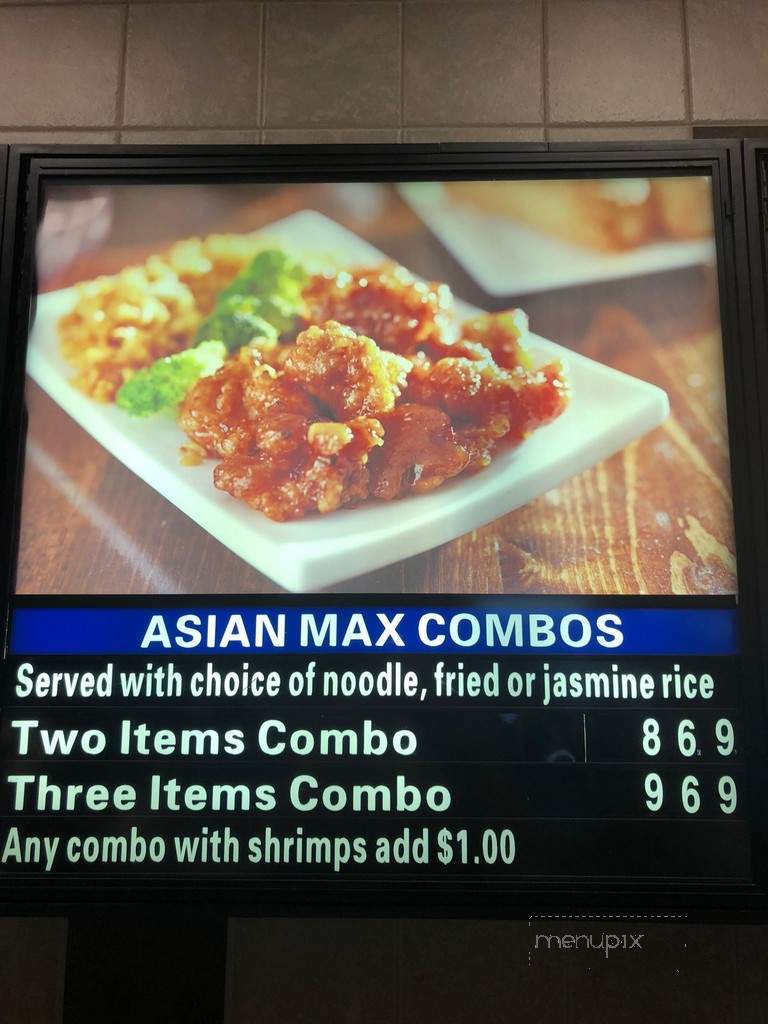 ASIAN MAX COMBOS
Served with choice of noodle, fried or jasmine rice
Two Items Combo 8 6 9
Three Items Combo 9 6 9
Any combo with shrimps add $1.00
menupix